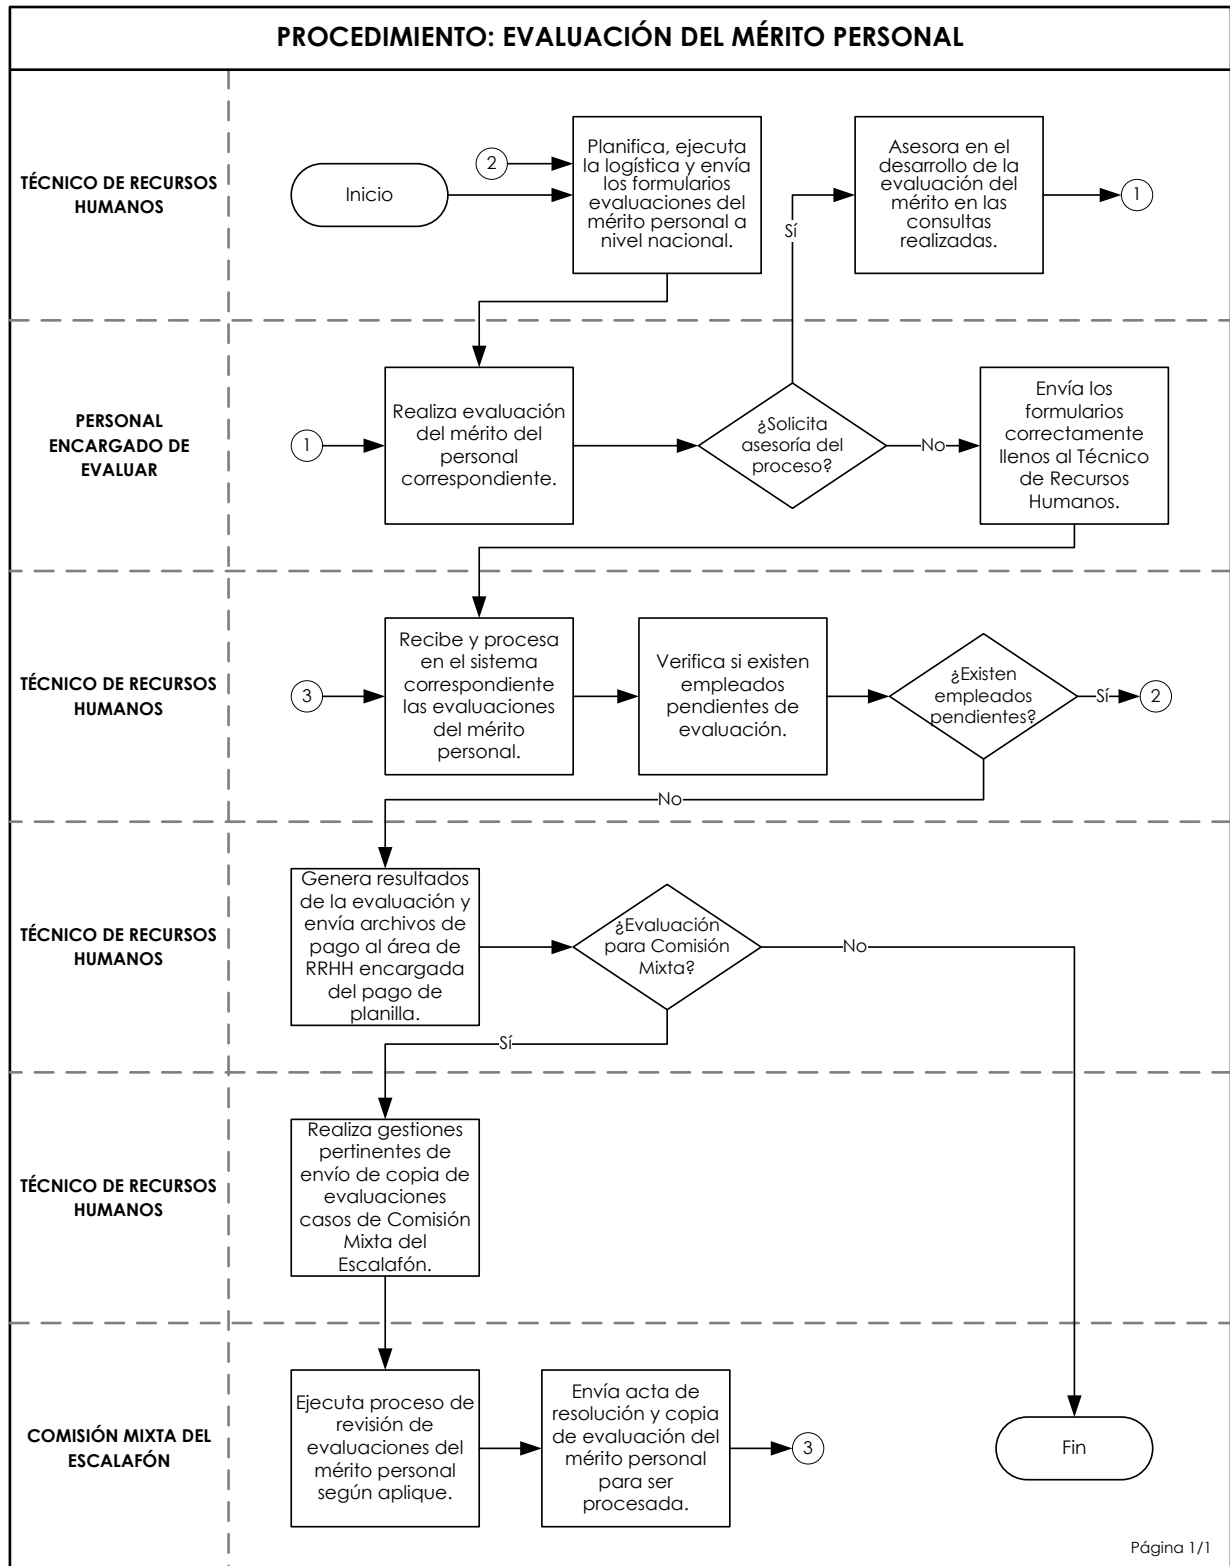 PROCEDIMIENTO: EVALUACIÓN DEL MÉRITO PERSONAL
TÉCNICO DE RECURSOS
HUMANOS
Inicio
2
Planifica, ejecuta
la logística y envía
los formularios
evaluaciones del
mérito personal a
nivel nacional.
Sí
Asesora en el
desarrollo de la
evaluación del
mérito en las
consultas
realizadas.
1
PERSONAL
ENCARGADO DE
EVALUAR
1
Realiza evaluación
del mérito del
personal
correspondiente.
¿Solicita
asesoría del
proceso?
No
Envía los
formularios
correctamente
llenos al Técnico
de Recursos
Humanos.
TÉCNICO DE RECURSOS
HUMANOS
3
Recibe y procesa
en el sistema
correspondiente
las evaluaciones
del mérito
personal.
Verifica si existen
empleados
pendientes de
evaluación.
¿Existen
empleados
pendientes?
Sí
2
No
TÉCNICO DE RECURSOS
HUMANOS
Genera resultados
de la evaluación y
envía archivos de
pago al área de
RRHH encargada
del pago de
planilla.
¿Evaluación
para Comisión
Mixta?
No
Sí
TÉCNICO DE RECURSOS
HUMANOS
Realiza gestiones
pertinentes de
envío de copia de
evaluaciones
casos de Comisión
Mixta del
Escalafón.
COMISIÓN MIXTA DEL
ESCALAFÓN
Ejecuta proceso de
revisión de
evaluaciones del
mérito personal
según aplique.
Envía acta de
resolución y copia
de evaluación del
mérito personal
para ser
procesada.
3
Fin
Página 1/1